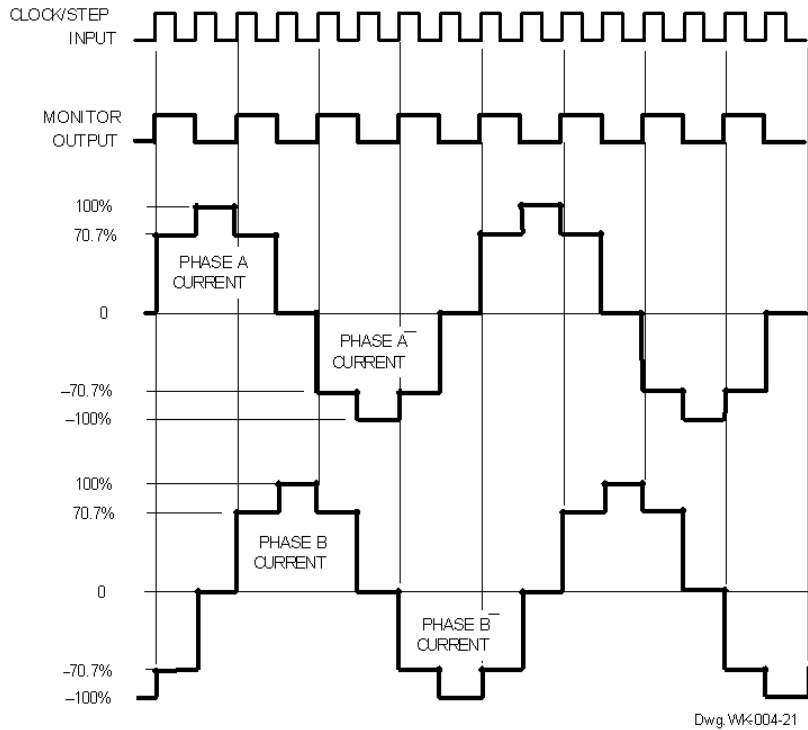 CLOCK/STEP
INPUT
MONITOR
OUTPUT
100%
70.7%
PHASE A
CURRENT
0
PHASE A̅
CURRENT
–70.7%
–100%
100%
70.7%
PHASE B
CURRENT
0
PHASE B̅
CURRENT
–70.7%
–100%
Dwg. WK-004-21